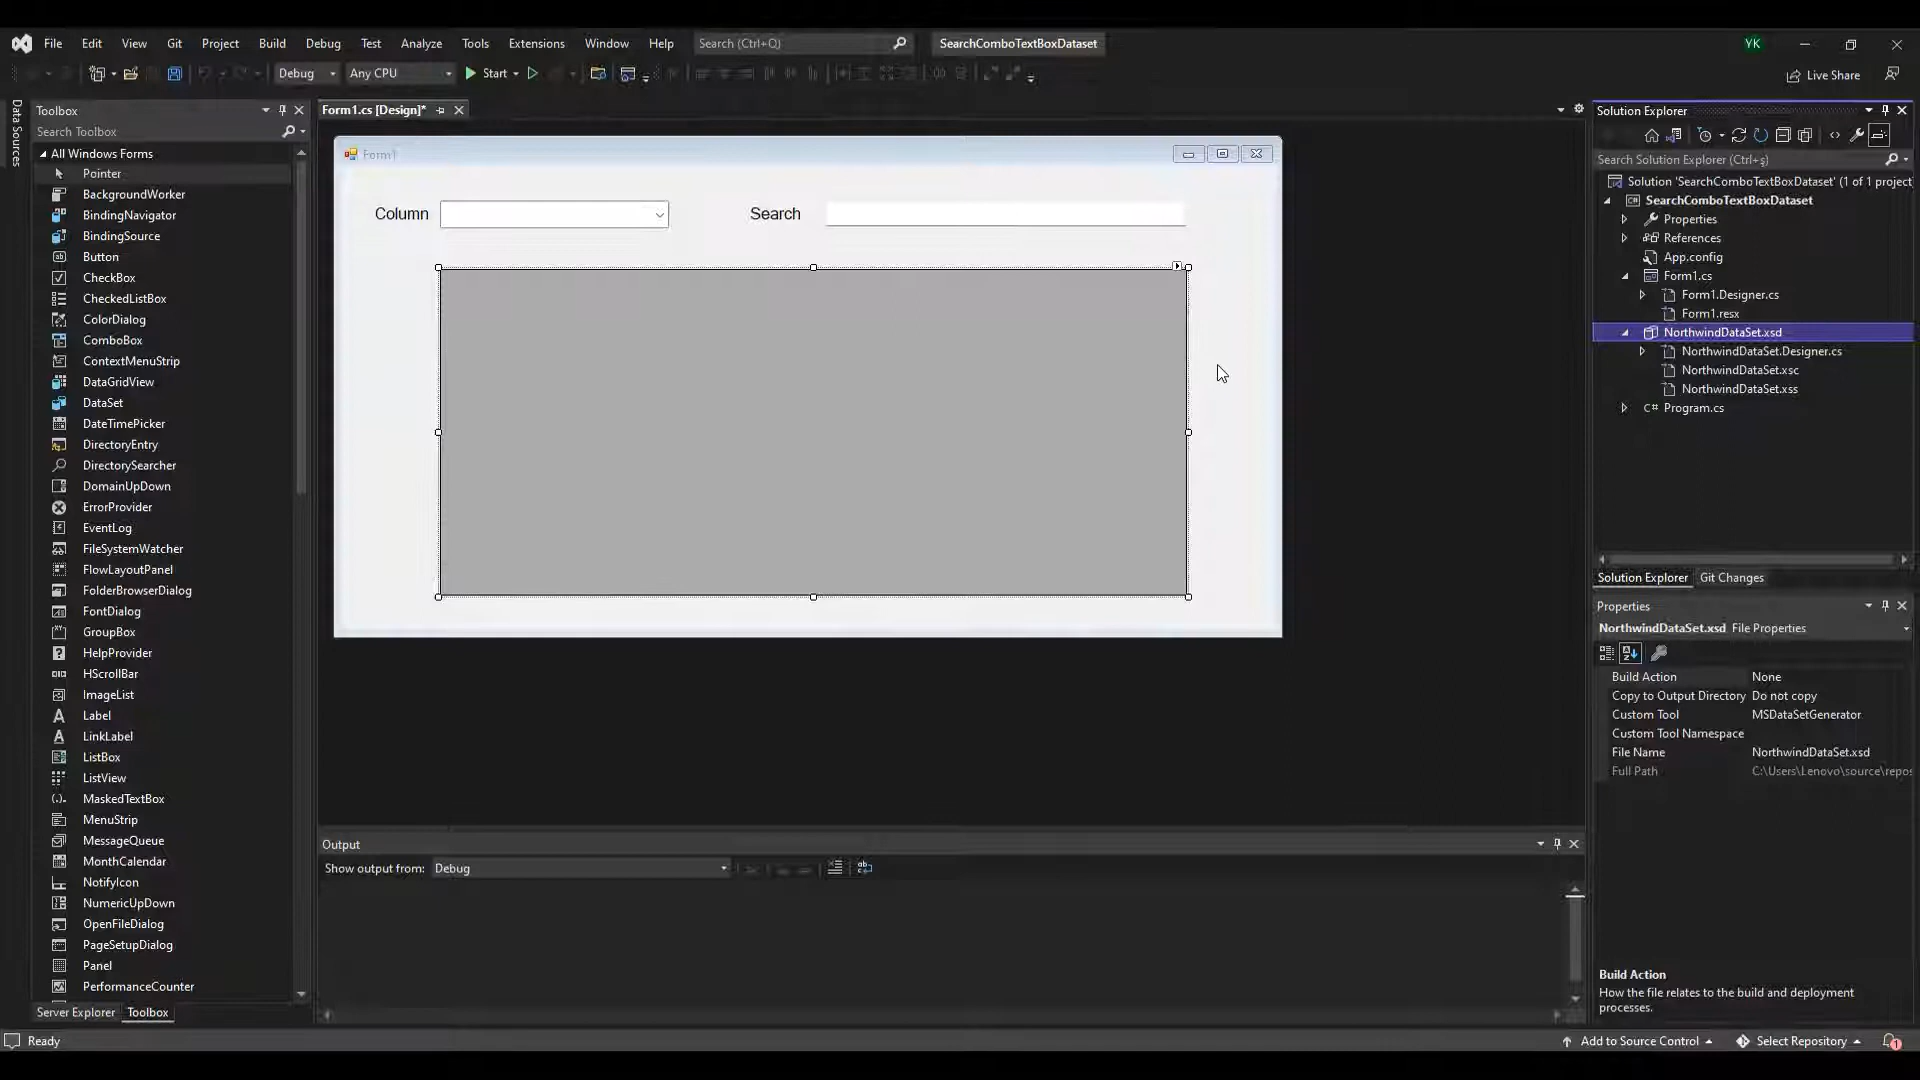 File Edit View Git Project Build Debug Test Analyze Tools Extensions Window Help Search (Ctrl+Q) SearchComboTextBoxDataset YK
Debug Any CPU Start Live Share
Data Sources
Toolbox
Search Toolbox
All Windows Forms
Pointer
BackgroundWorker
BindingNavigator
BindingSource
Button
CheckBox
CheckedListBox
ColorDialog
ComboBox
ContextMenuStrip
DataGridView
DataSet
DateTimePicker
DirectoryEntry
DirectorySearcher
DomainUpDown
ErrorProvider
EventLog
FileSystemWatcher
FlowLayoutPanel
FolderBrowserDialog
FontDialog
GroupBox
HelpProvider
HScrollBar
ImageList
Label
LinkLabel
ListBox
ListView
MaskedTextBox
MenuStrip
MessageQueue
MonthCalendar
NotifyIcon
NumericUpDown
OpenFileDialog
PageSetupDialog
Panel
PerformanceCounter
Server Explorer Toolbox
Form1.cs [Design]*
Form1
Column Search
Output
Show output from: Debug
Solution Explorer
Search Solution Explorer (Ctrl+ş)
Solution 'SearchComboTextBoxDataset' (1 of 1 project
SearchComboTextBoxDataset
Properties
References
App.config
Form1.cs
Form1.Designer.cs
Form1.resx
NorthwindDataSet.xsd
NorthwindDataSet.Designer.cs
NorthwindDataSet.xsc
NorthwindDataSet.xss
C# Program.cs
Solution Explorer Git Changes
Properties
NorthwindDataSet.xsd File Properties
Build Action None
Copy to Output Directory Do not copy
Custom Tool MSDataSetGenerator
Custom Tool Namespace
File Name NorthwindDataSet.xsd
Full Path C:\Users\Lenovo\source\repos
Build Action
How the file relates to the build and deployment
processes.
Ready Add to Source Control Select Repository 1